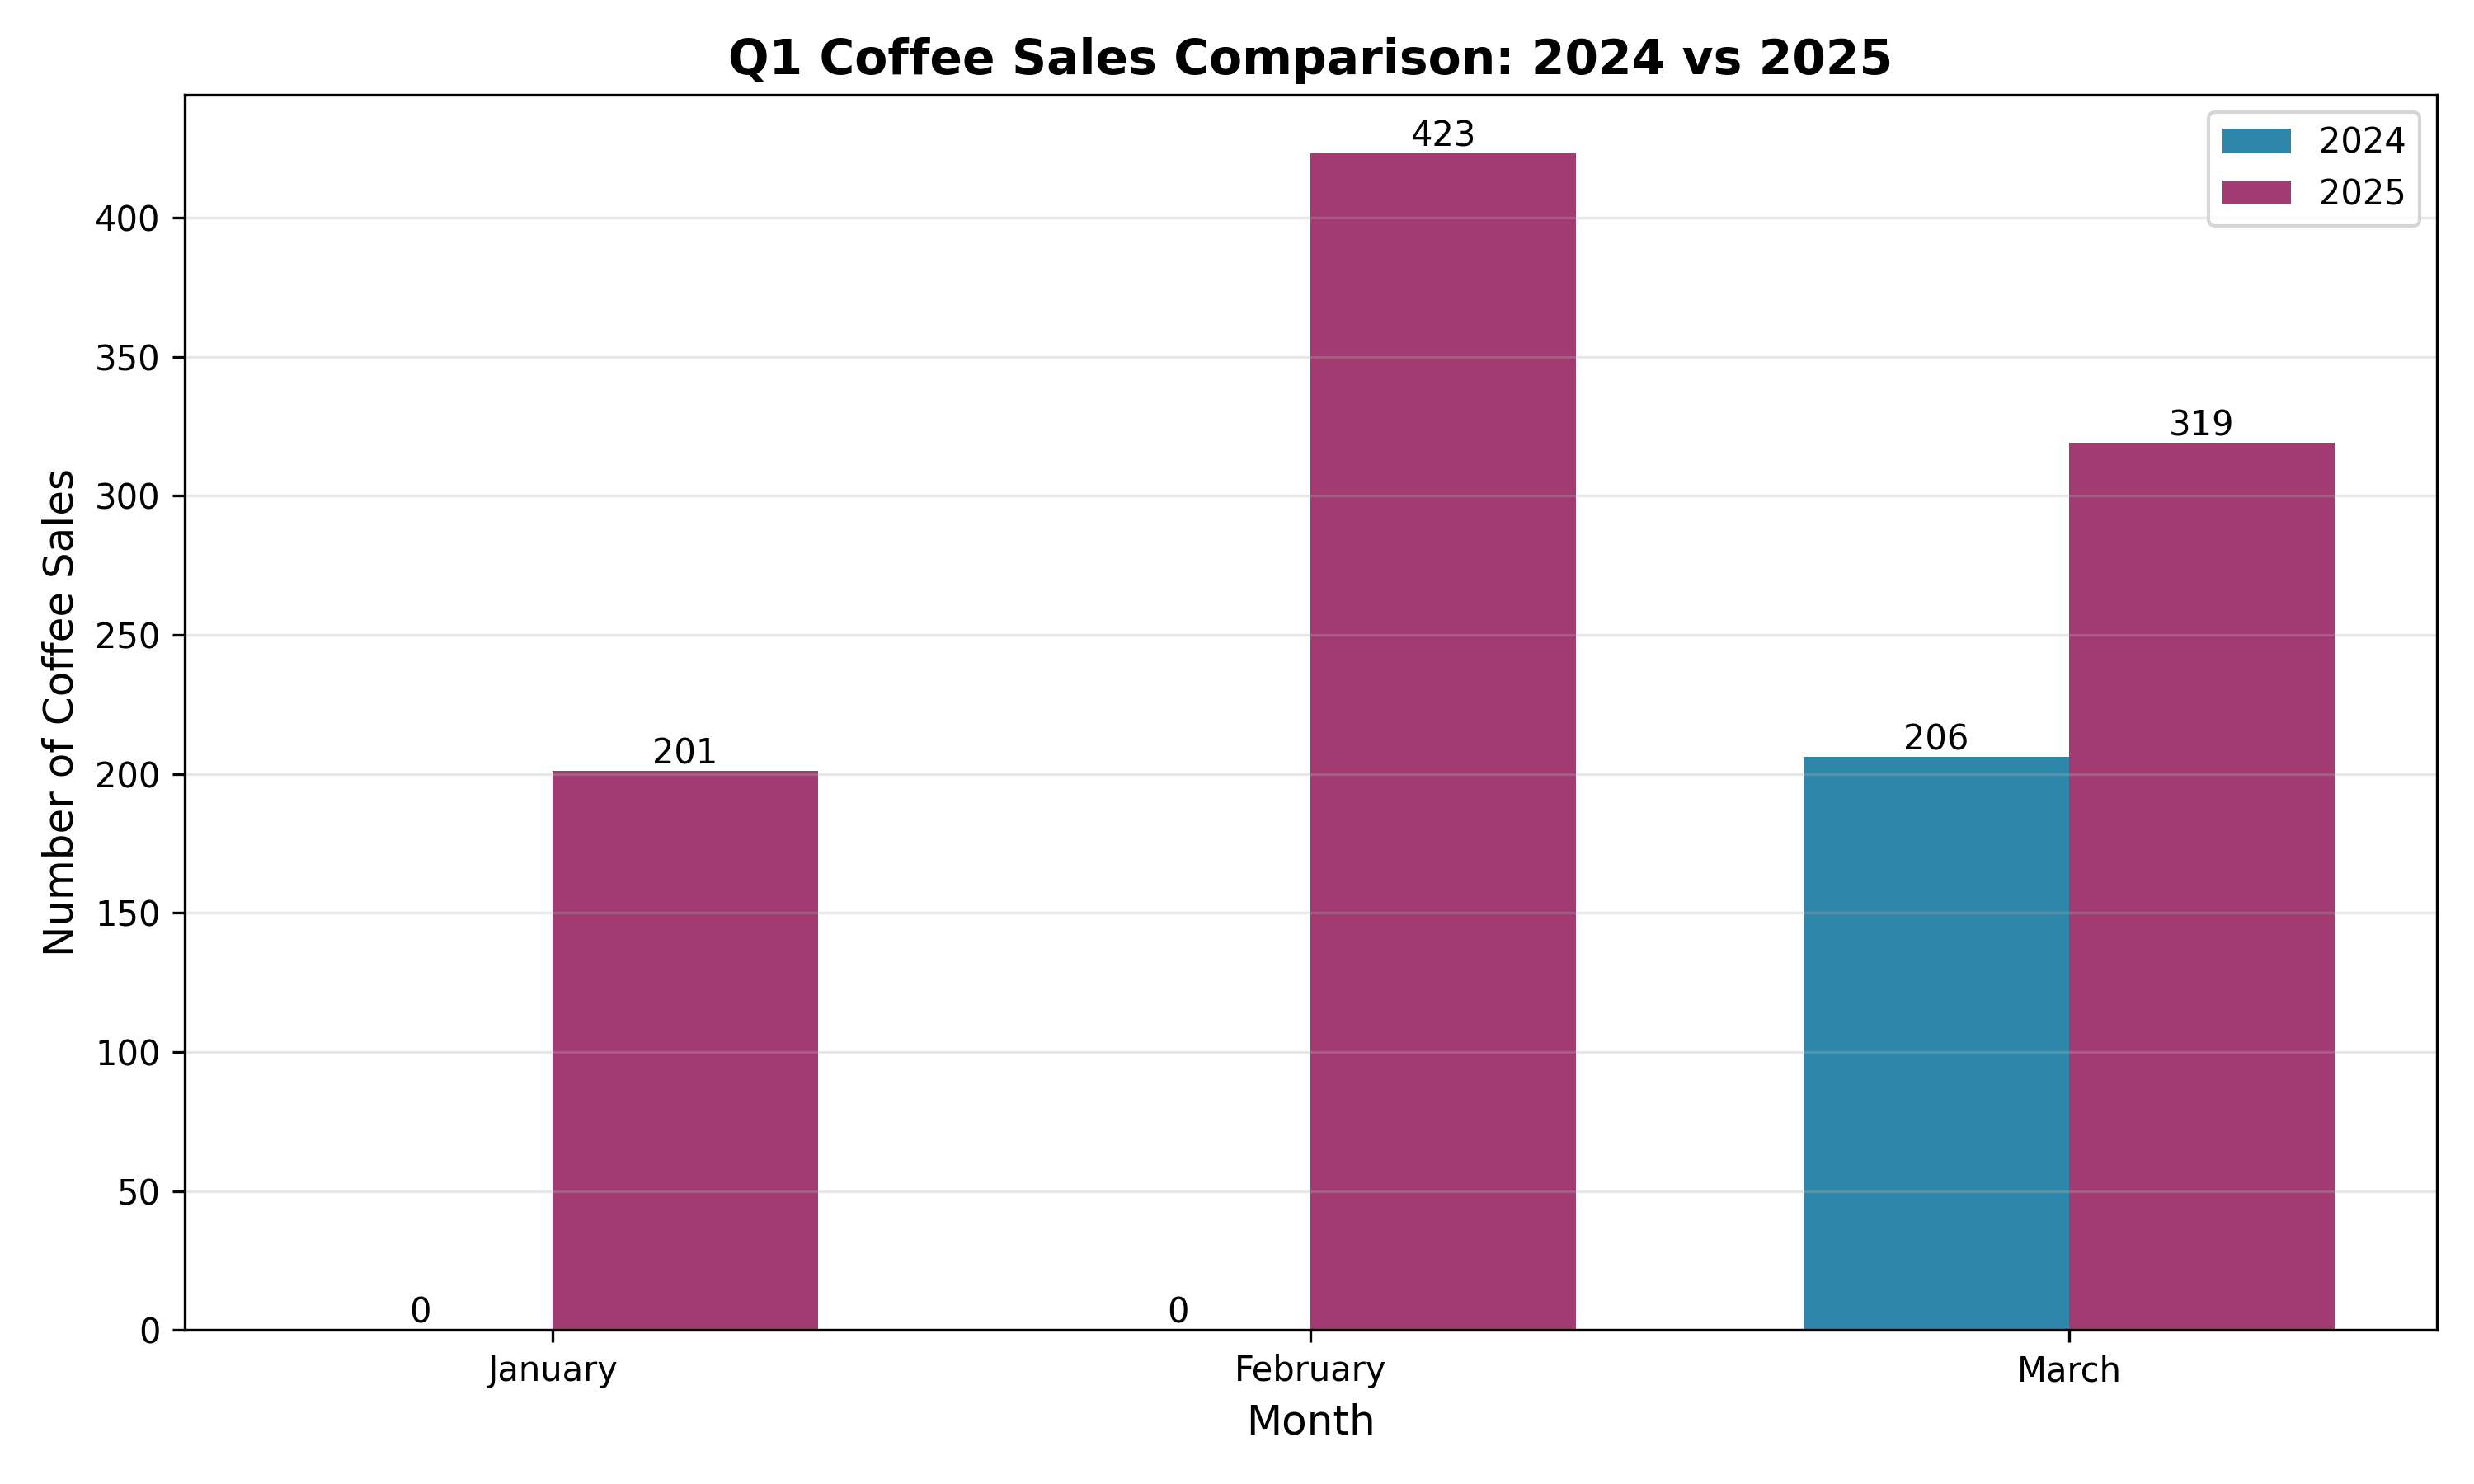 Q1 Coffee Sales Comparison: 2024 vs 2025
2024
2025
Number of Coffee Sales
400
350
300
250
200
150
100
50
0
0
201
0
423
206
319
January
February
March
Month